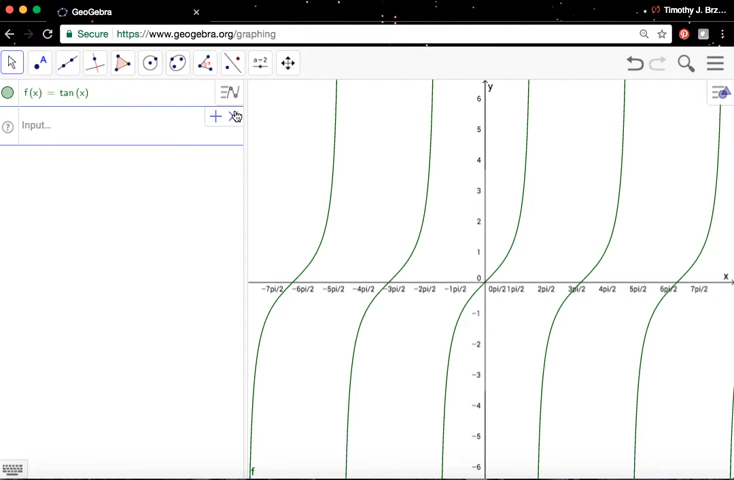 GeoGebra
Timothy J. Brz...
Secure https://www.geogebra.org/graphing
A
a=2
f(x) = tan(x)
Input...
y
6
5
4
3
2
1
0
x
−7pi/2 −6pi/2 −5pi/2 −4pi/2 −3pi/2 −2pi/2 −1pi/2 0pi/2 1pi/2 2pi/2 3pi/2 4pi/2 5pi/2 6pi/2 7pi/2
−1
−2
−3
−4
−5
−6
f